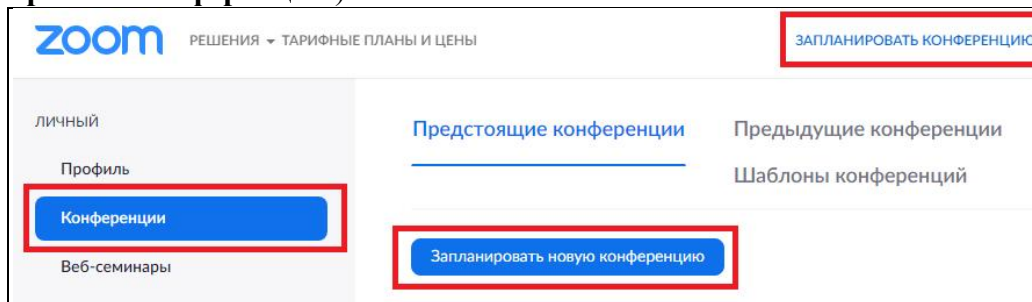 zoom РЕШЕНИЯ ТАРИФНЫЕ ПЛАНЫ И ЦЕНЫ ЗАПЛАНИРОВАТЬ КОНФЕРЕНЦИЮ
ЛИЧНЫЙ
Профиль
Конференции
Веб-семинары
Предстоящие конференции Предыдущие конференции
Шаблоны конференций
Запланировать новую конференцию